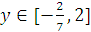 y ∈ [-2/7, 2]